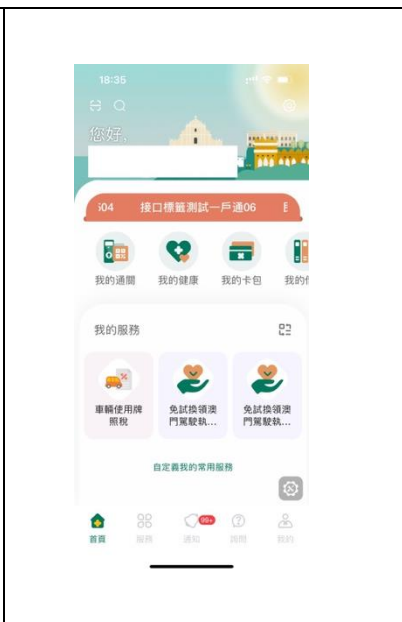 18:35
您好,
504 接口標籤測試一戶通06
我的通關 我的健康 我的卡包 我的
我的服務
車輛使用牌照稅
免試換領澳門駕駛執...
免試換領澳門駕駛執...
自定義我的常用服務
99+
首頁 服務 通知 詢問 我的